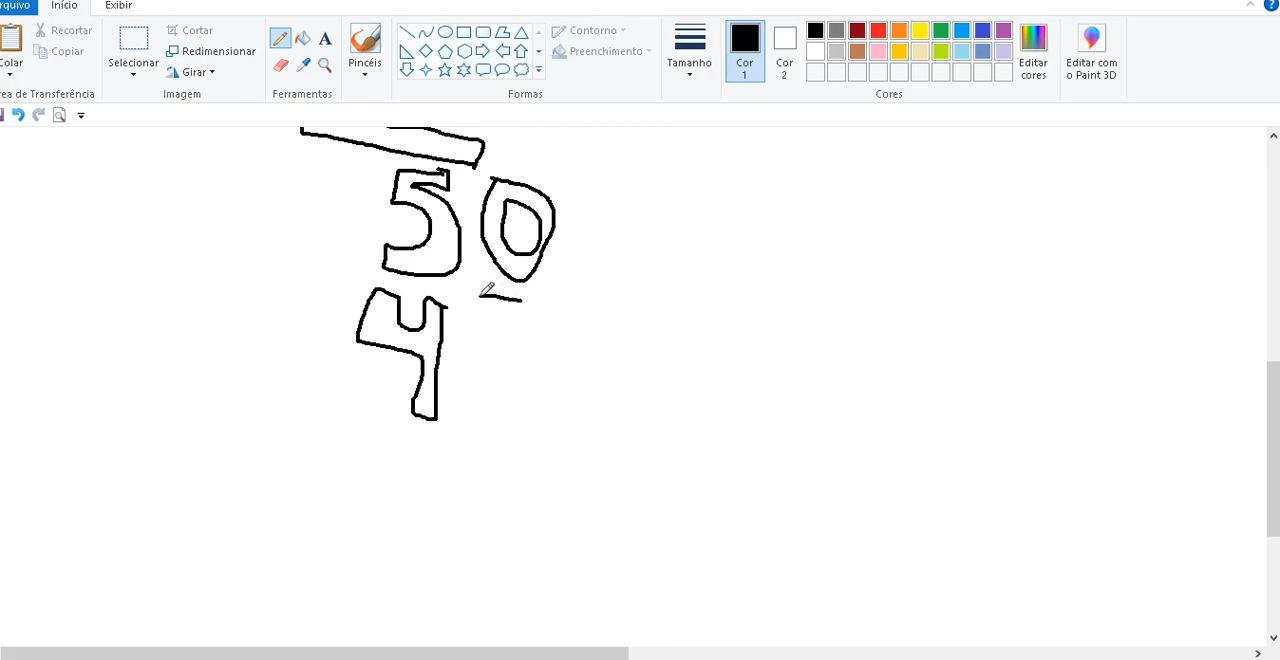 rquivo Início Exibir
Colar
Recortar
Copiar
rea de Transferência
Selecionar
Redimensionar
Girar
Imagem
A
Ferramentas
Pincéis
Contorno
Preenchimento
Formas
Tamanho
Cor
1
Cor
2
Editar
cores
Cores
Editar com
o Paint 3D
50
4